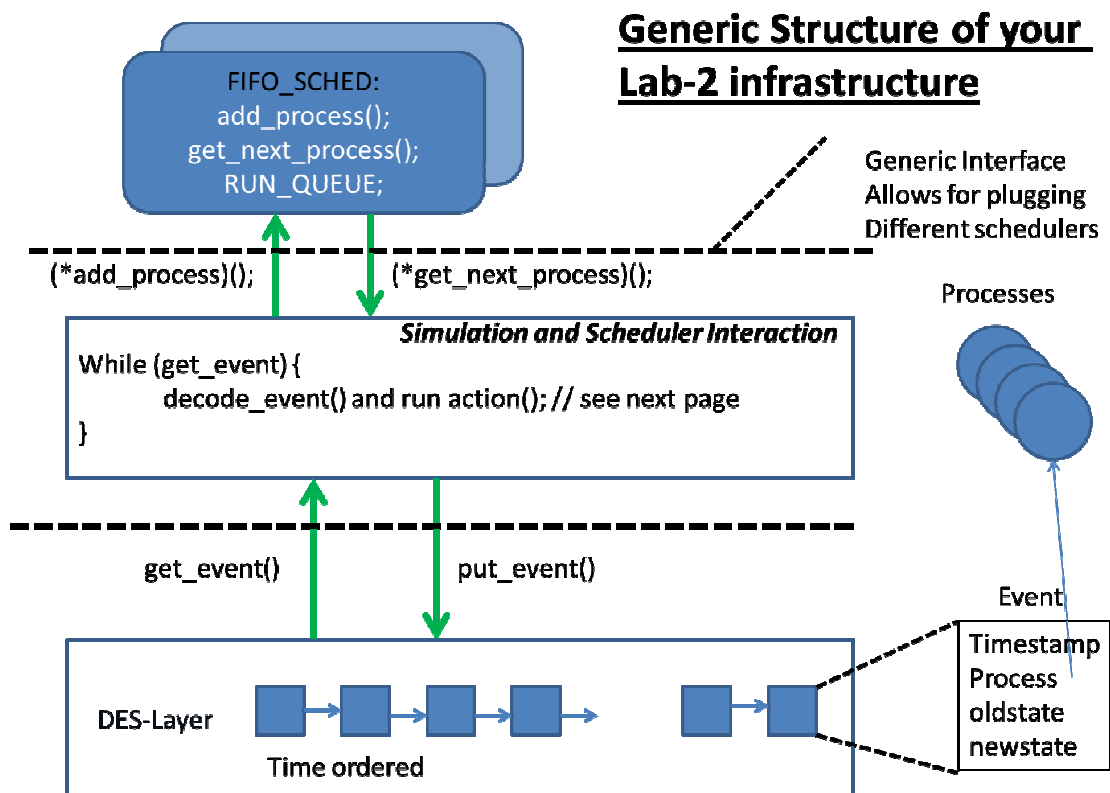 Generic Structure of your
Lab-2 infrastructure
FIFO_SCHED:
add_process();
get_next_process();
RUN_QUEUE;
Generic Interface
Allows for plugging
Different schedulers
(*add_process)();
(*get_next_process)();
Processes
Simulation and Scheduler Interaction
While (get_event) {
decode_event() and run action(); // see next page
}
get_event()
put_event()
Event
Timestamp
Process
oldstate
newstate
DES-Layer
Time ordered